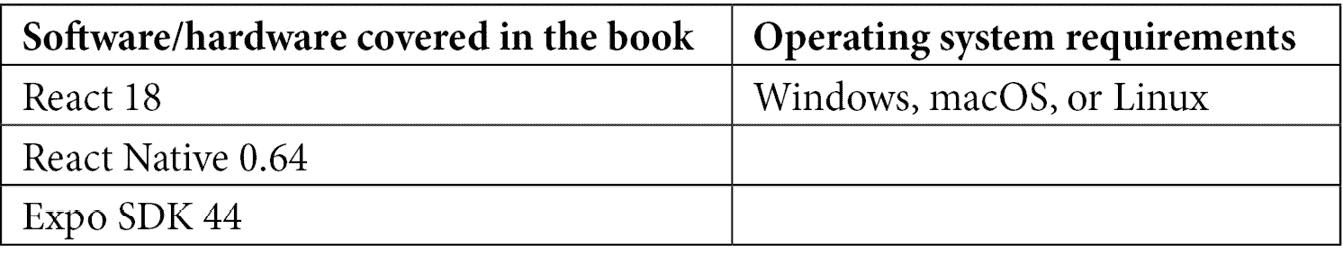 Software/hardware covered in the book Operating system requirements
React 18 Windows, macOS, or Linux
React Native 0.64
Expo SDK 44